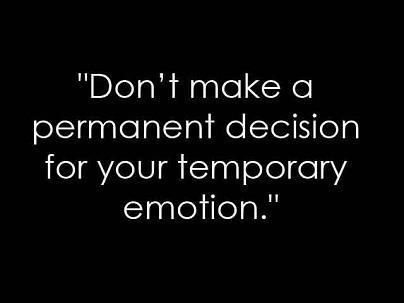 "Don’t make a
permanent decision
for your temporary
emotion."